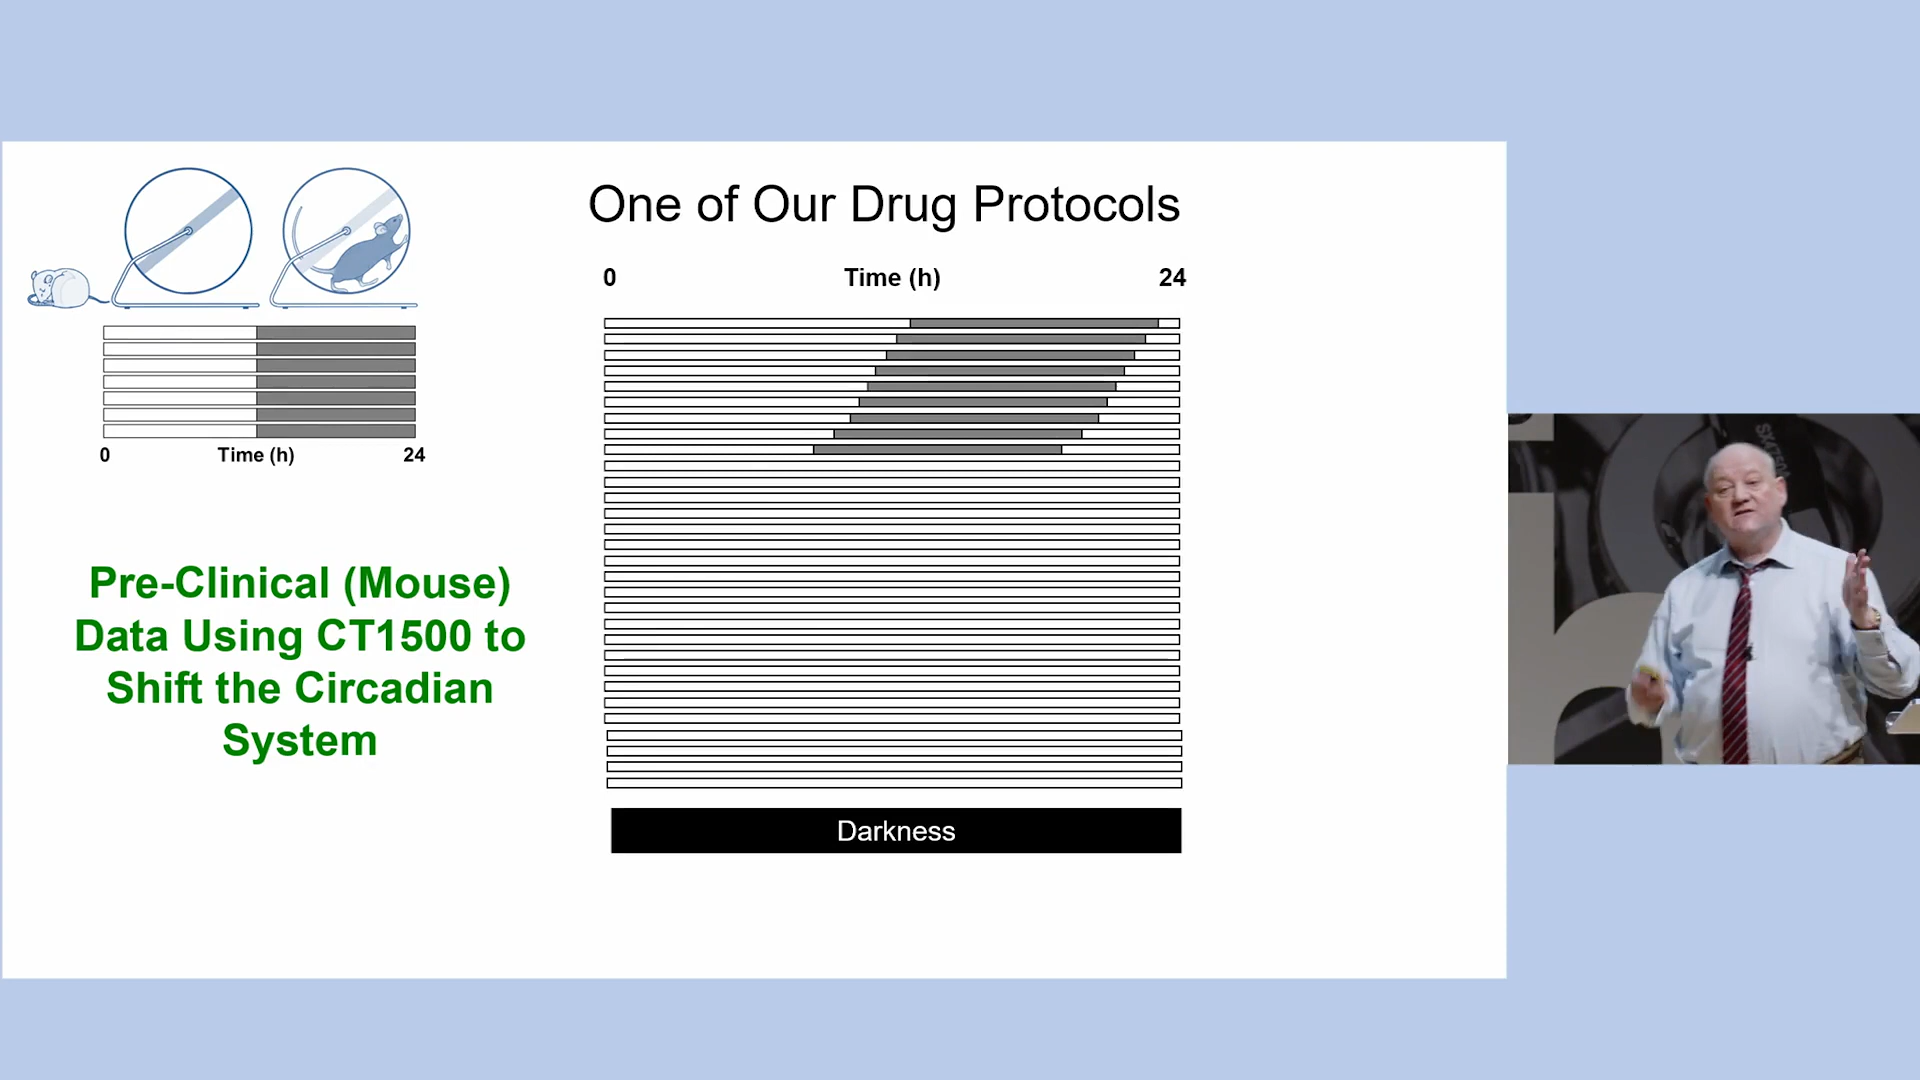 One of Our Drug Protocols
0 Time (h) 24
0 Time (h) 24
Pre-Clinical (Mouse)
Data Using CT1500 to
Shift the Circadian
System
Darkness